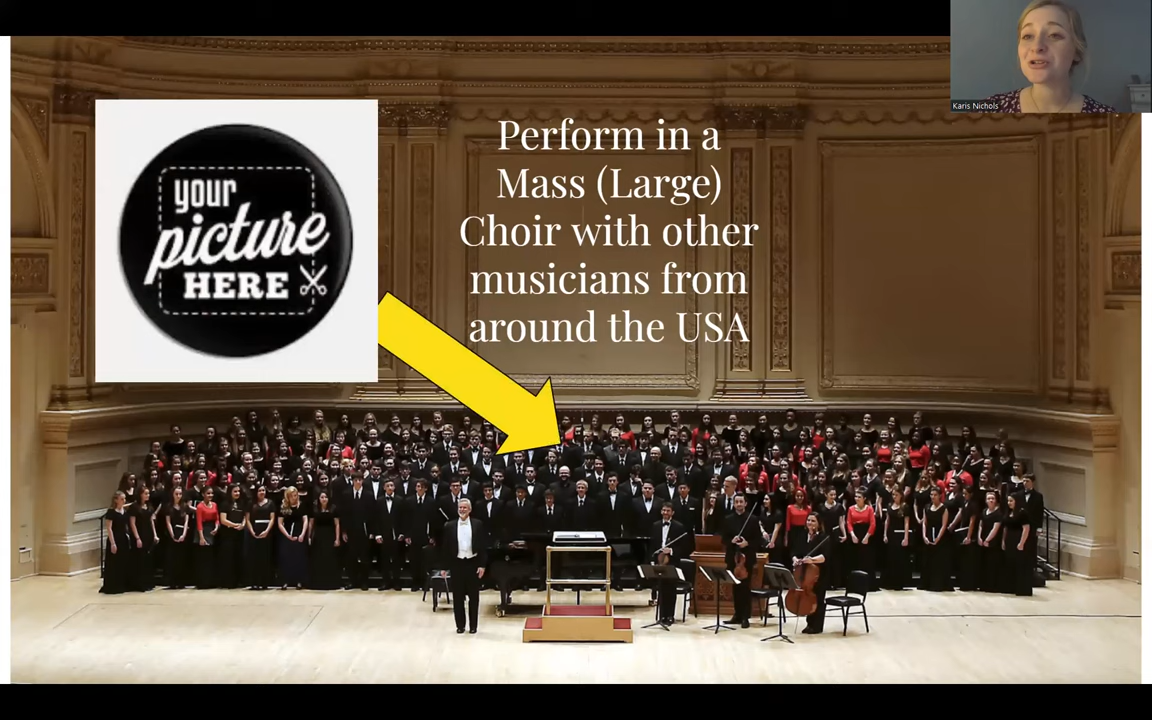 Karis Nichols
your
picture
HERE
Perform in a
Mass (Large)
Choir with other
musicians from
around the USA